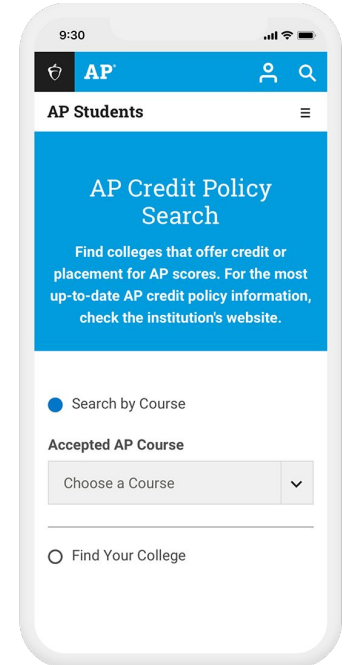 9:30
AP®
AP Students
AP Credit Policy
Search
Find colleges that offer credit or
placement for AP scores. For the most
up-to-date AP credit policy information,
check the institution's website.
Search by Course
Accepted AP Course
Choose a Course
Find Your College